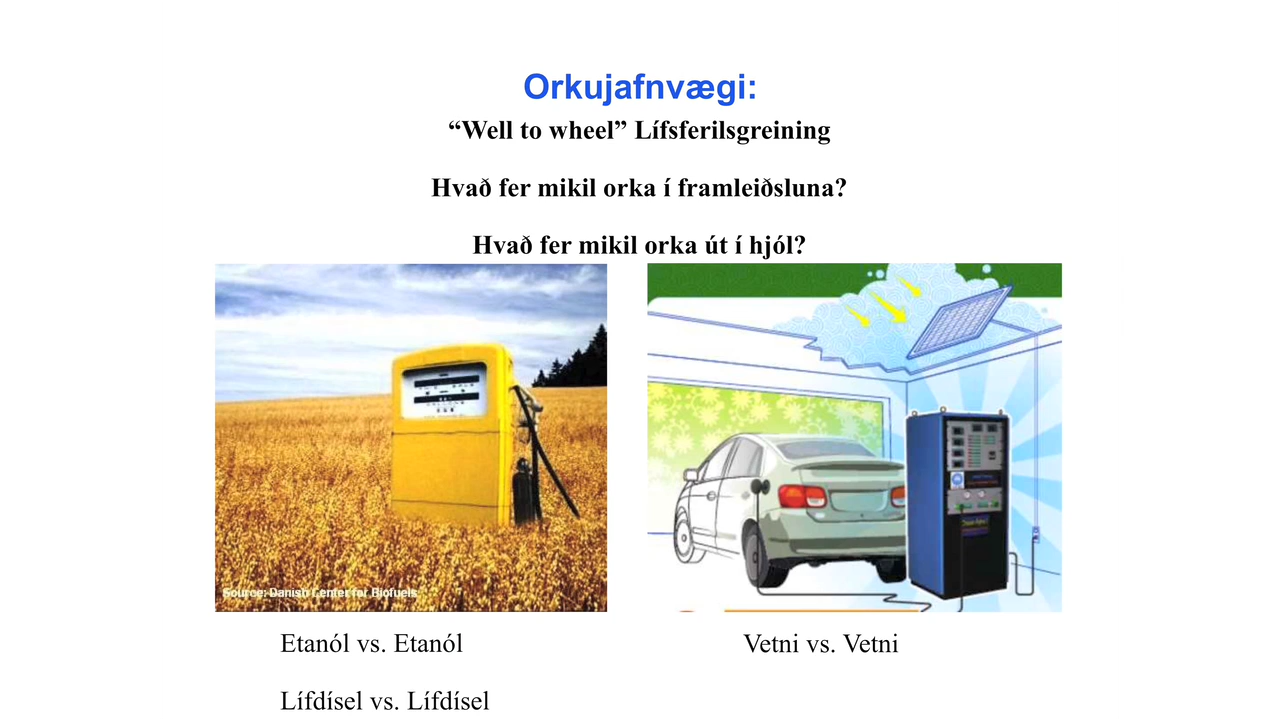 Orkujafnvægi:
“Well to wheel” Lífsferilsgreining
Hvað fer mikil orka í framleiðsluna?
Hvað fer mikil orka út í hjól?
Source: Danish Center for Biofuels
Etanól vs. Etanól
Vetni vs. Vetni
Lífdísel vs. Lífdísel